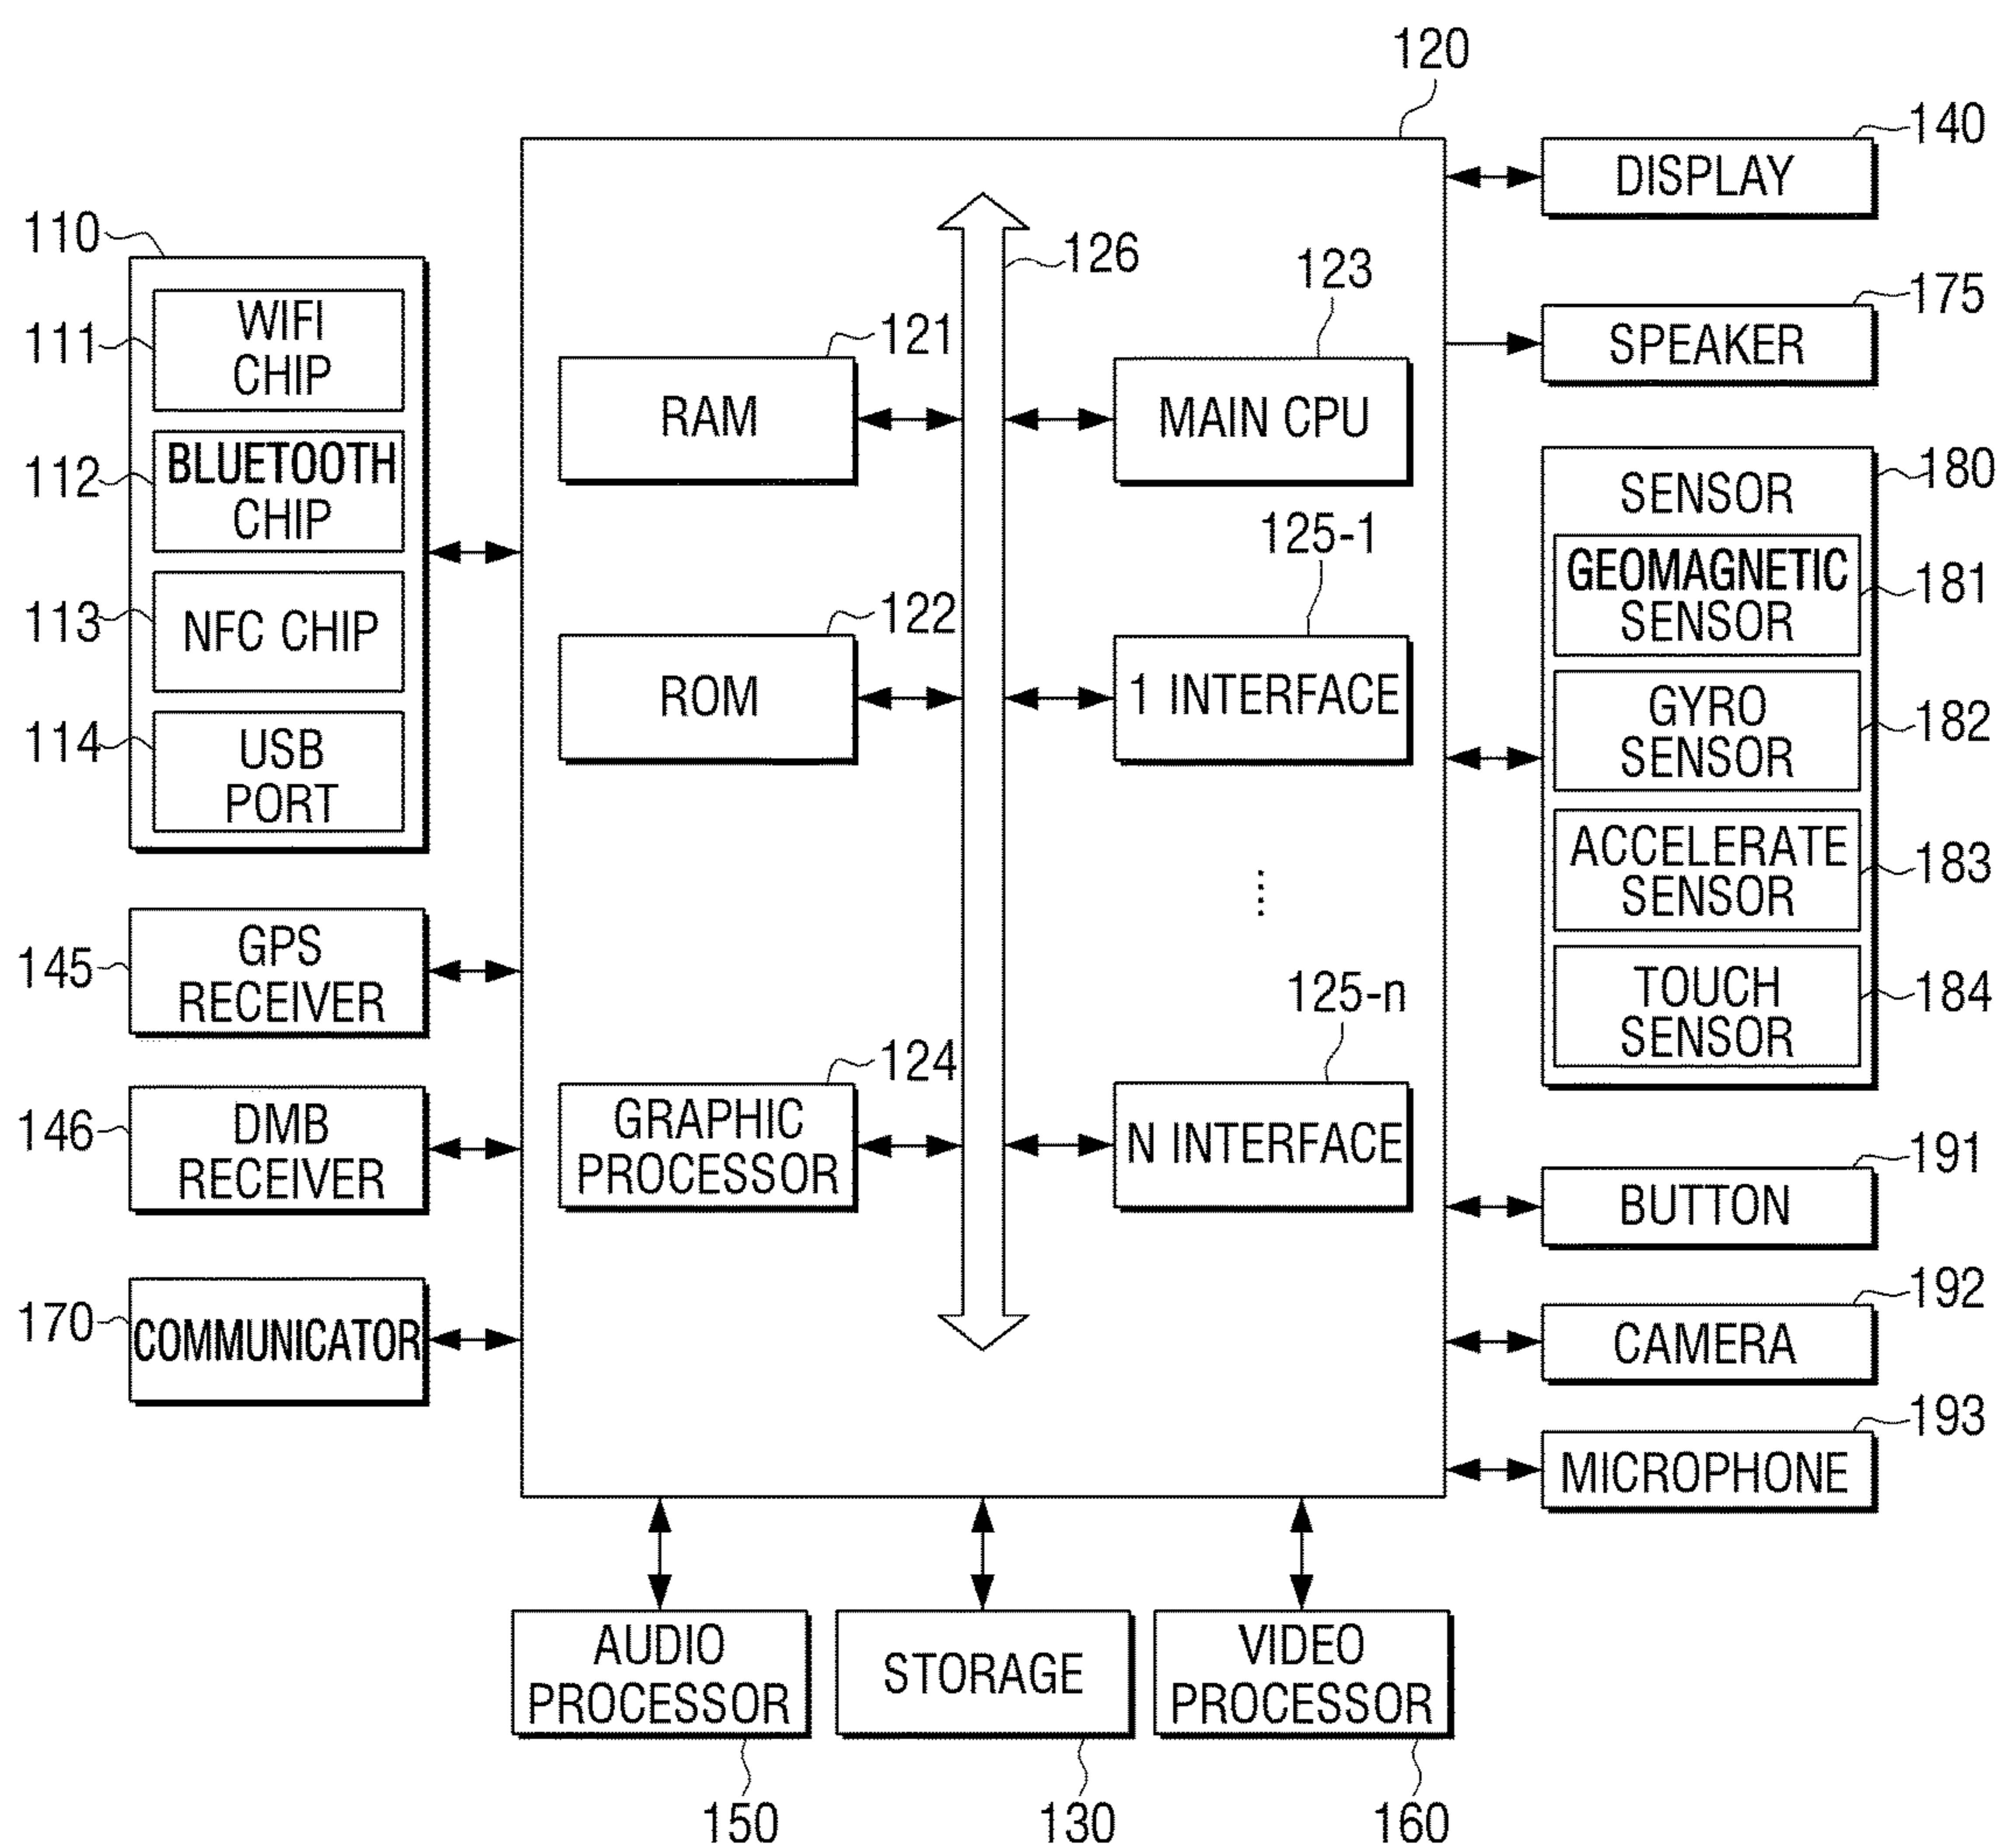 120
140
DISPLAY
110
126
123
175
WIFI
CHIP
111
121
SPEAKER
RAM
MAIN CPU
BLUETOOTH
CHIP
112
SENSOR
180
125-1
GEOMAGNETIC
SENSOR
181
NFC CHIP
113
122
ROM
1 INTERFACE
GYRO
SENSOR
182
USB
PORT
114
ACCELERATE
SENSOR
183
GPS
RECEIVER
145
125-n
TOUCH
SENSOR
184
124
DMB
RECEIVER
146
GRAPHIC
PROCESSOR
N INTERFACE
191
BUTTON
170
COMMUNICATOR
192
CAMERA
193
MICROPHONE
AUDIO
PROCESSOR
STORAGE
VIDEO
PROCESSOR
150
130
160